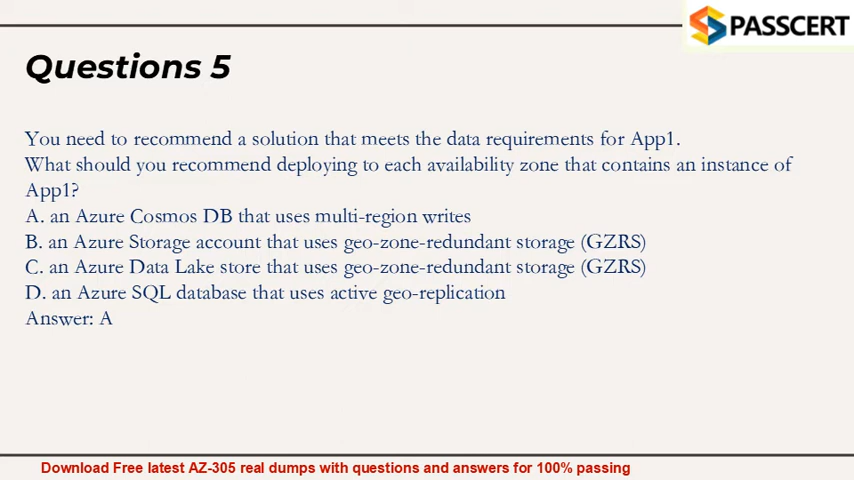 PASSCERT
Questions 5
You need to recommend a solution that meets the data requirements for App1.
What should you recommend deploying to each availability zone that contains an instance of
App1?
A. an Azure Cosmos DB that uses multi-region writes
B. an Azure Storage account that uses geo-zone-redundant storage (GZRS)
C. an Azure Data Lake store that uses geo-zone-redundant storage (GZRS)
D. an Azure SQL database that uses active geo-replication
Answer: A
Download Free latest AZ-305 real dumps with questions and answers for 100% passing